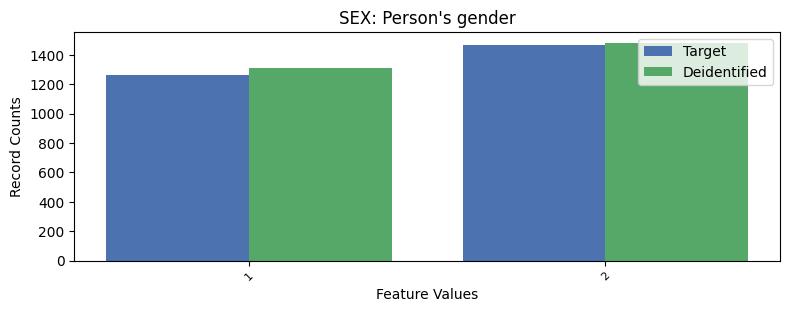 SEX: Person's gender
Target
Deidentified
Record Counts
1400
1200
1000
800
600
400
200
0
1
2
Feature Values